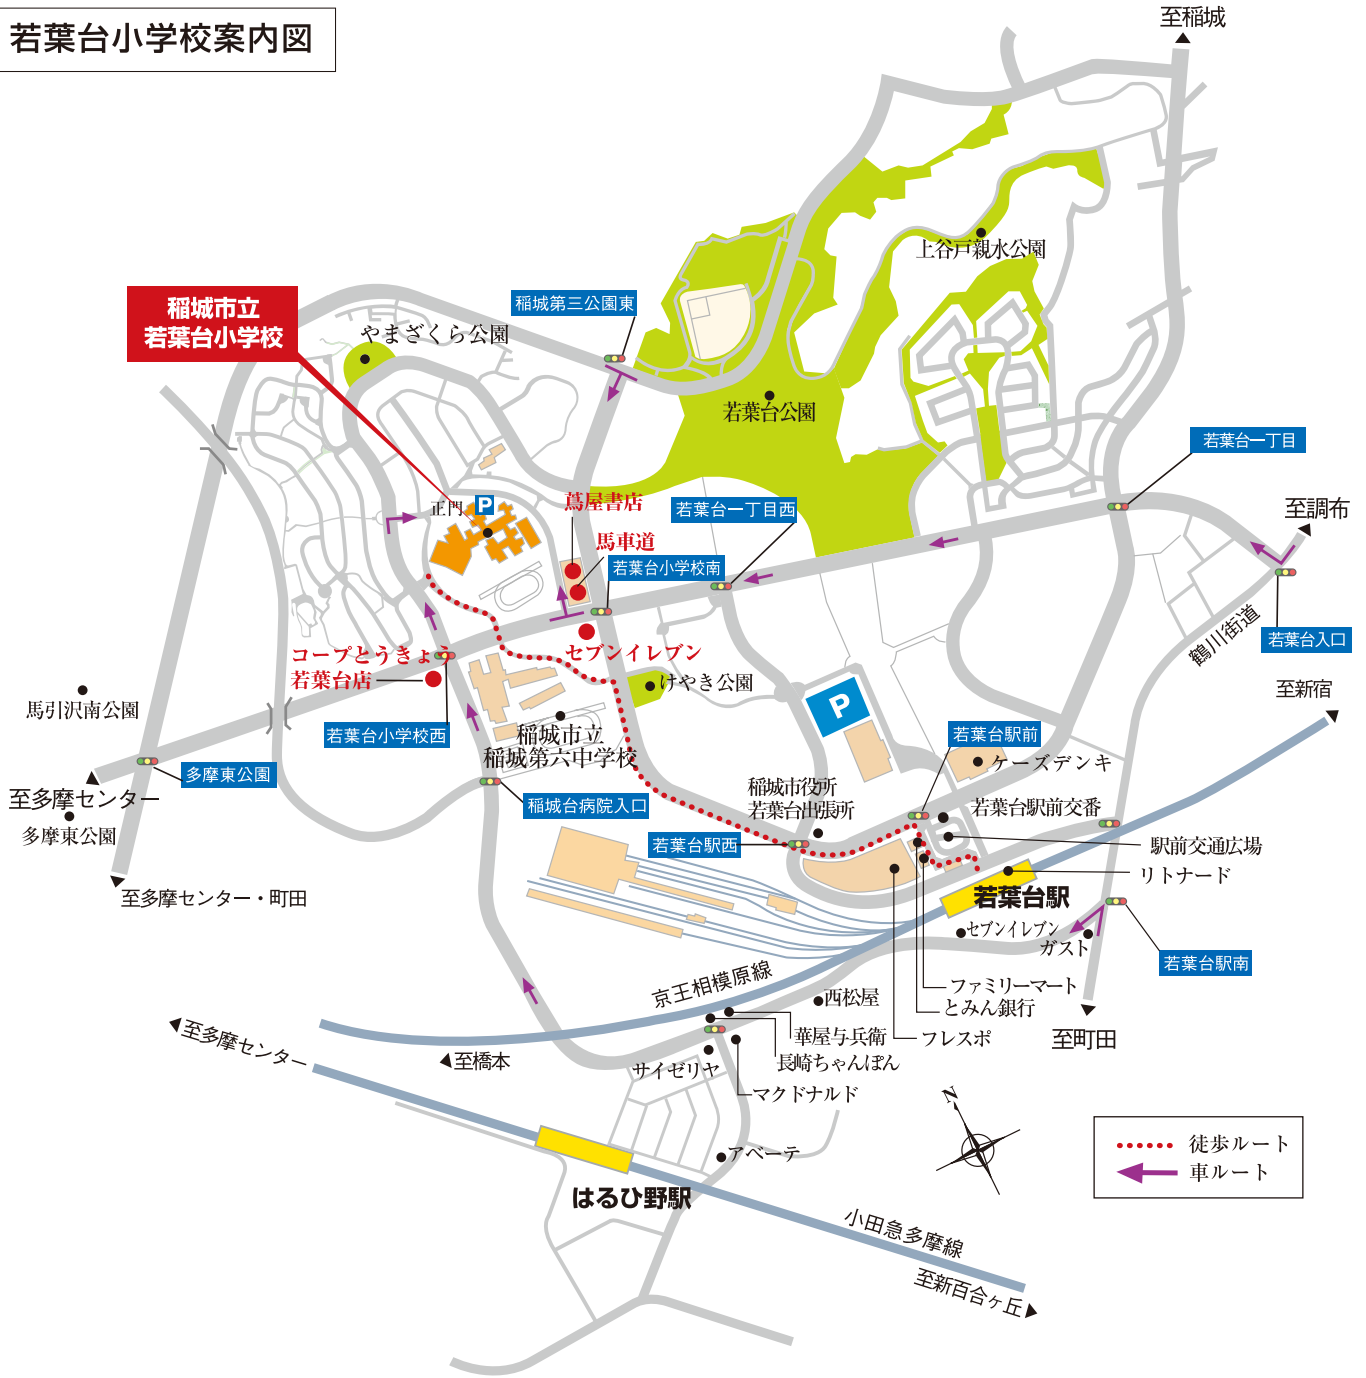 若葉台小学校案内図
至稲城
上谷戸親水公園
稲城市立
若葉台小学校
稲城第三公園東
やまざくら公園
若葉台公園
若葉台一丁目
至調布
正門
P
蔦屋書店
若葉台一丁目西
馬車道
若葉台小学校南
若葉台入口
鶴川街道
コープとうきょう
若葉台店
セブンイレブン
けやき公園
至新宿
馬引沢南公園
P
若葉台小学校西
稲城市立
稲城第六中学校
若葉台駅前
ケーズデンキ
多摩東公園
至多摩センター
多摩東公園
稲城台病院入口
稲城市役所
若葉台出張所
若葉台駅前交番
若葉台駅西
駅前交通広場
リトナード
至多摩センター・町田
若葉台駅
セブンイレブン
ガスト
若葉台駅南
京王相模原線
西松屋
ファミリーマート
とみん銀行
フレスポ
至町田
至多摩センター
至橋本
華屋与兵衛
長崎ちゃんぽん
サイゼリヤ
マクドナルド
N
アベーテ
徒歩ルート
車ルート
はるひ野駅
小田急多摩線
至新百合ヶ丘